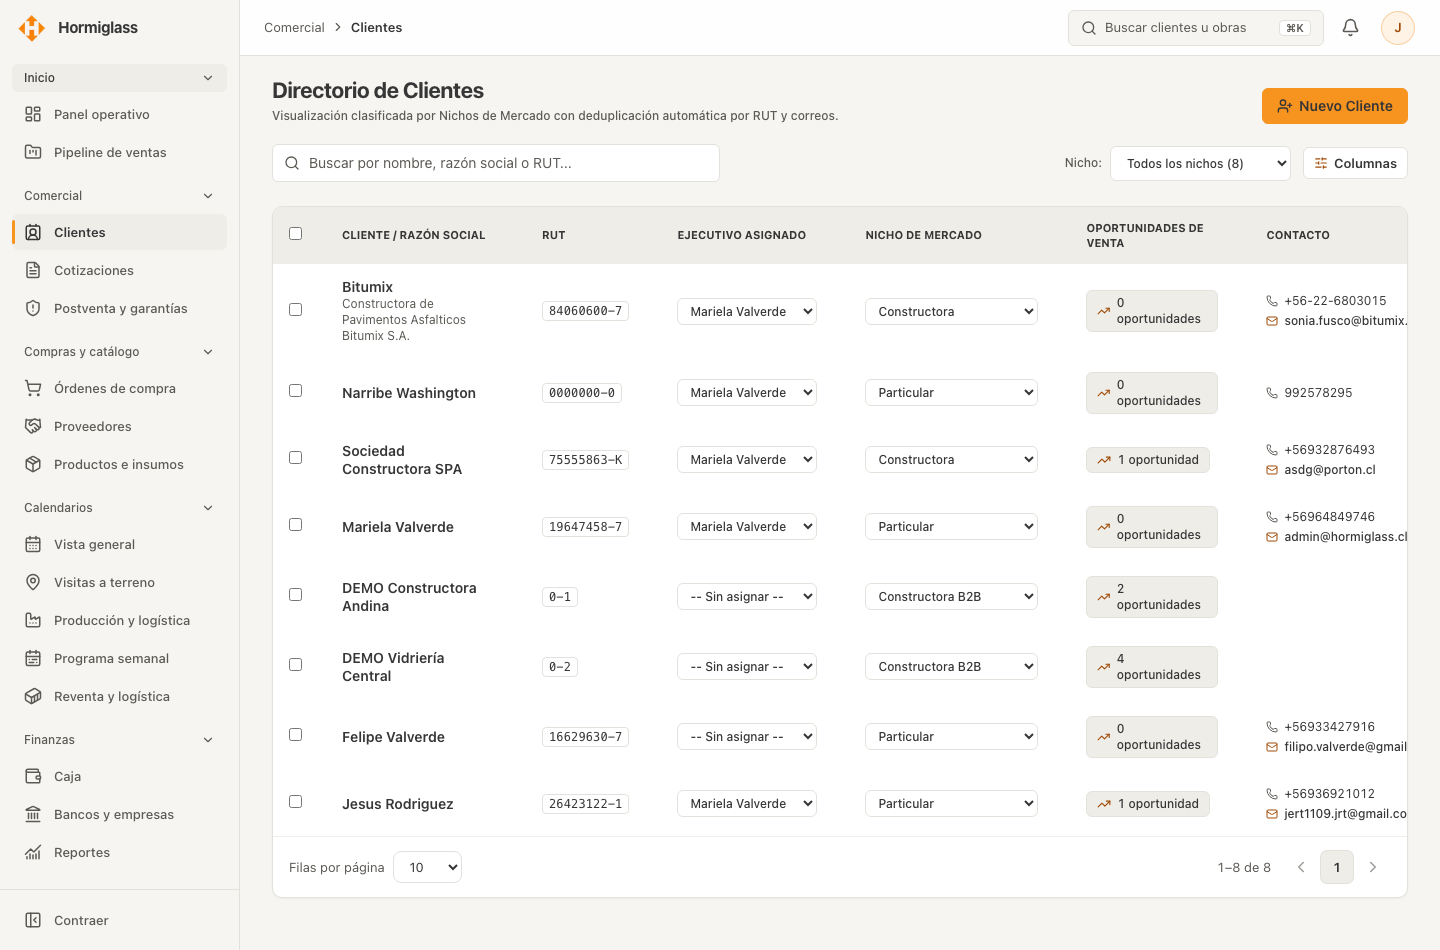 Hormiglass
Inicio
Panel operativo
Pipeline de ventas
Comercial
Clientes
Cotizaciones
Postventa y garantías
Compras y catálogo
Órdenes de compra
Proveedores
Productos e insumos
Calendarios
Vista general
Visitas a terreno
Producción y logística
Programa semanal
Reventa y logística
Finanzas
Caja
Bancos y empresas
Reportes
Contraer
Comercial > Clientes
Buscar clientes u obras ⌘K
J
Directorio de Clientes
Visualización clasificada por Nichos de Mercado con deduplicación automática por RUT y correos.
Nuevo Cliente
Buscar por nombre, razón social o RUT...
Nicho: Todos los nichos (8)
Columnas
CLIENTE / RAZÓN SOCIAL
RUT
EJECUTIVO ASIGNADO
NICHO DE MERCADO
OPORTUNIDADES DE
VENTA
CONTACTO
Bitumix
Constructora de
Pavimentos Asfalticos
Bitumix S.A.
84060600-7
Mariela Valverde
Constructora
0
oportunidades
+56-22-6803015
sonia.fusco@bitumix.
Narribe Washington
0000000-0
Mariela Valverde
Particular
0
oportunidades
992578295
Sociedad
Constructora SPA
75555863-K
Mariela Valverde
Constructora
1 oportunidad
+56932876493
asdg@porton.cl
Mariela Valverde
19647458-7
Mariela Valverde
Particular
0
oportunidades
+56964849746
admin@hormiglass.cl
DEMO Constructora
Andina
0-1
-- Sin asignar --
Constructora B2B
2
oportunidades
DEMO Vidriería
Central
0-2
-- Sin asignar --
Constructora B2B
4
oportunidades
Felipe Valverde
16629630-7
-- Sin asignar --
Particular
0
oportunidades
+56933427916
filipo.valverde@gmail
Jesus Rodriguez
26423122-1
Mariela Valverde
Particular
1 oportunidad
+56936921012
jert1109.jrt@gmail.co
Filas por página 10
1–8 de 8
1